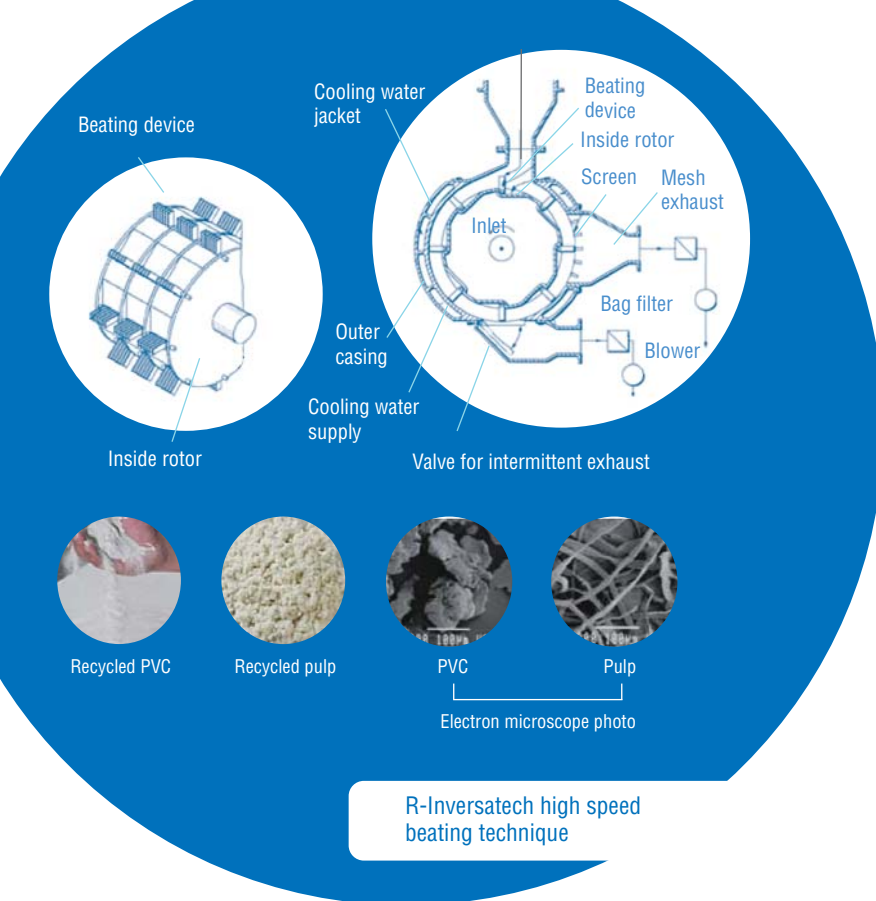 Cooling water
jacket
Beating
device
Beating device
Inside rotor
Screen
Mesh
exhaust
Inlet
Bag filter
Outer
casing
Blower
Cooling water
supply
Inside rotor
Valve for intermittent exhaust
100µm
100µm
Recycled PVC
Recycled pulp
PVC
Pulp
Electron microscope photo
R-Inversatech high speed
beating technique